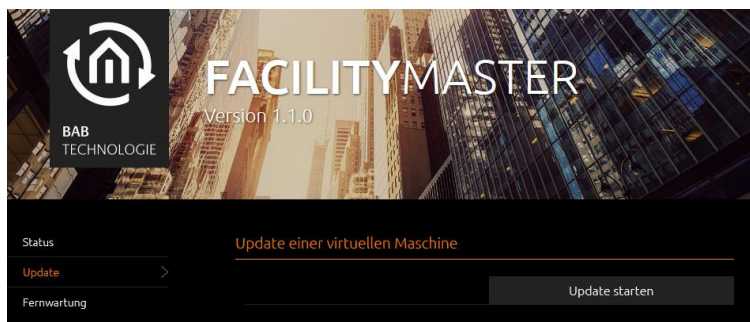 FACILITYMASTER
Version 1.1.0
BAB
TECHNOLOGIE
Status
Update einer virtuellen Maschine
Update
Update starten
Fernwartung